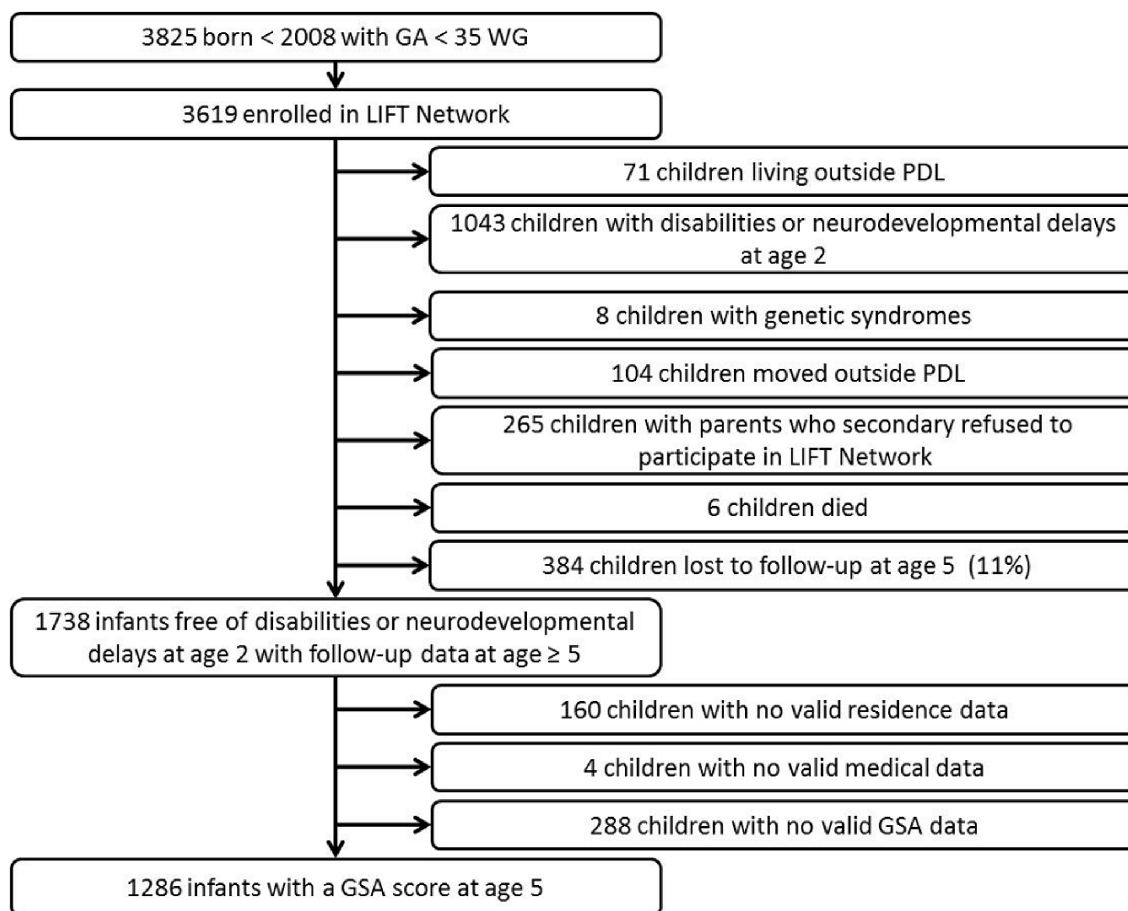 3825 born < 2008 with GA < 35 WG
3619 enrolled in LIFT Network
71 children living outside PDL
1043 children with disabilities or neurodevelopmental delays
at age 2
8 children with genetic syndromes
104 children moved outside PDL
265 children with parents who secondary refused to
participate in LIFT Network
6 children died
384 children lost to follow-up at age 5 (11%)
1738 infants free of disabilities or neurodevelopmental
delays at age 2 with follow-up data at age ≥ 5
160 children with no valid residence data
4 children with no valid medical data
288 children with no valid GSA data
1286 infants with a GSA score at age 5